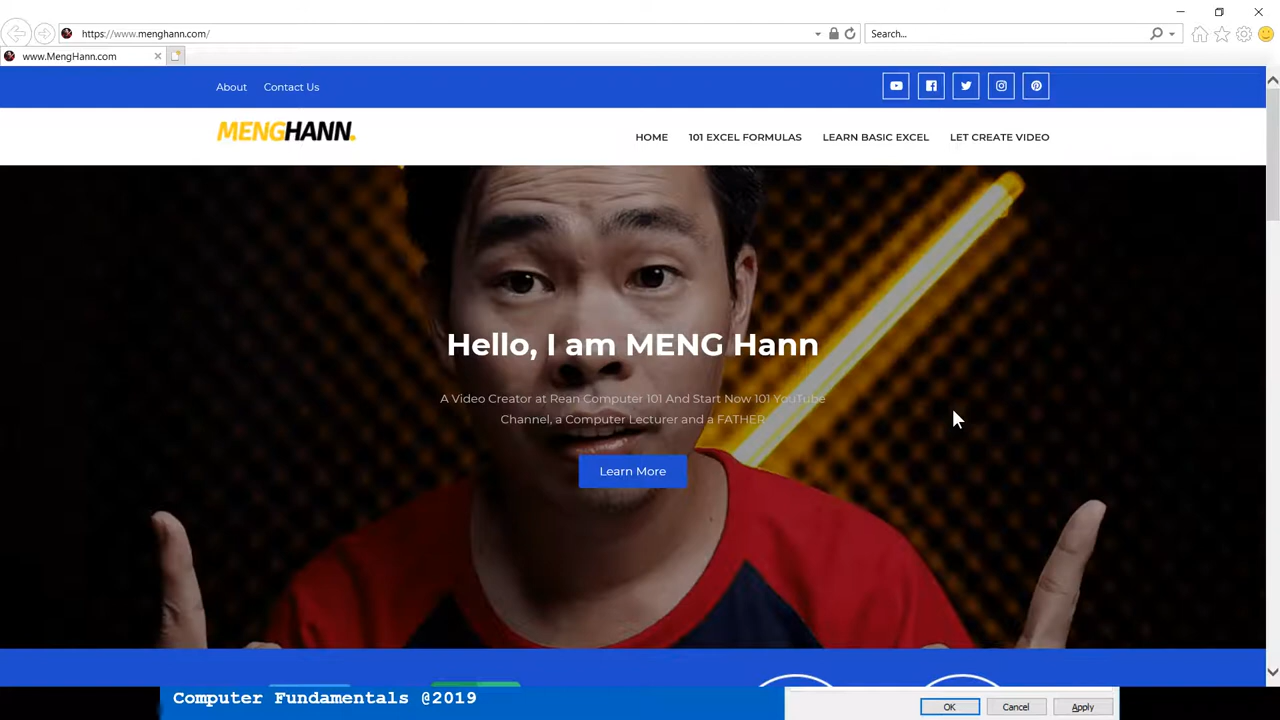 https://www.menghann.com/
Search...
www.MengHann.com
About Contact Us
MENGHANN.
HOME 101 EXCEL FORMULAS LEARN BASIC EXCEL LET CREATE VIDEO
Hello, I am MENG Hann
A Video Creator at Rean Computer 101 And Start Now 101 YouTube
Channel, a Computer Lecturer and a FATHER
Learn More
Computer Fundamentals @2019
OK Cancel Apply